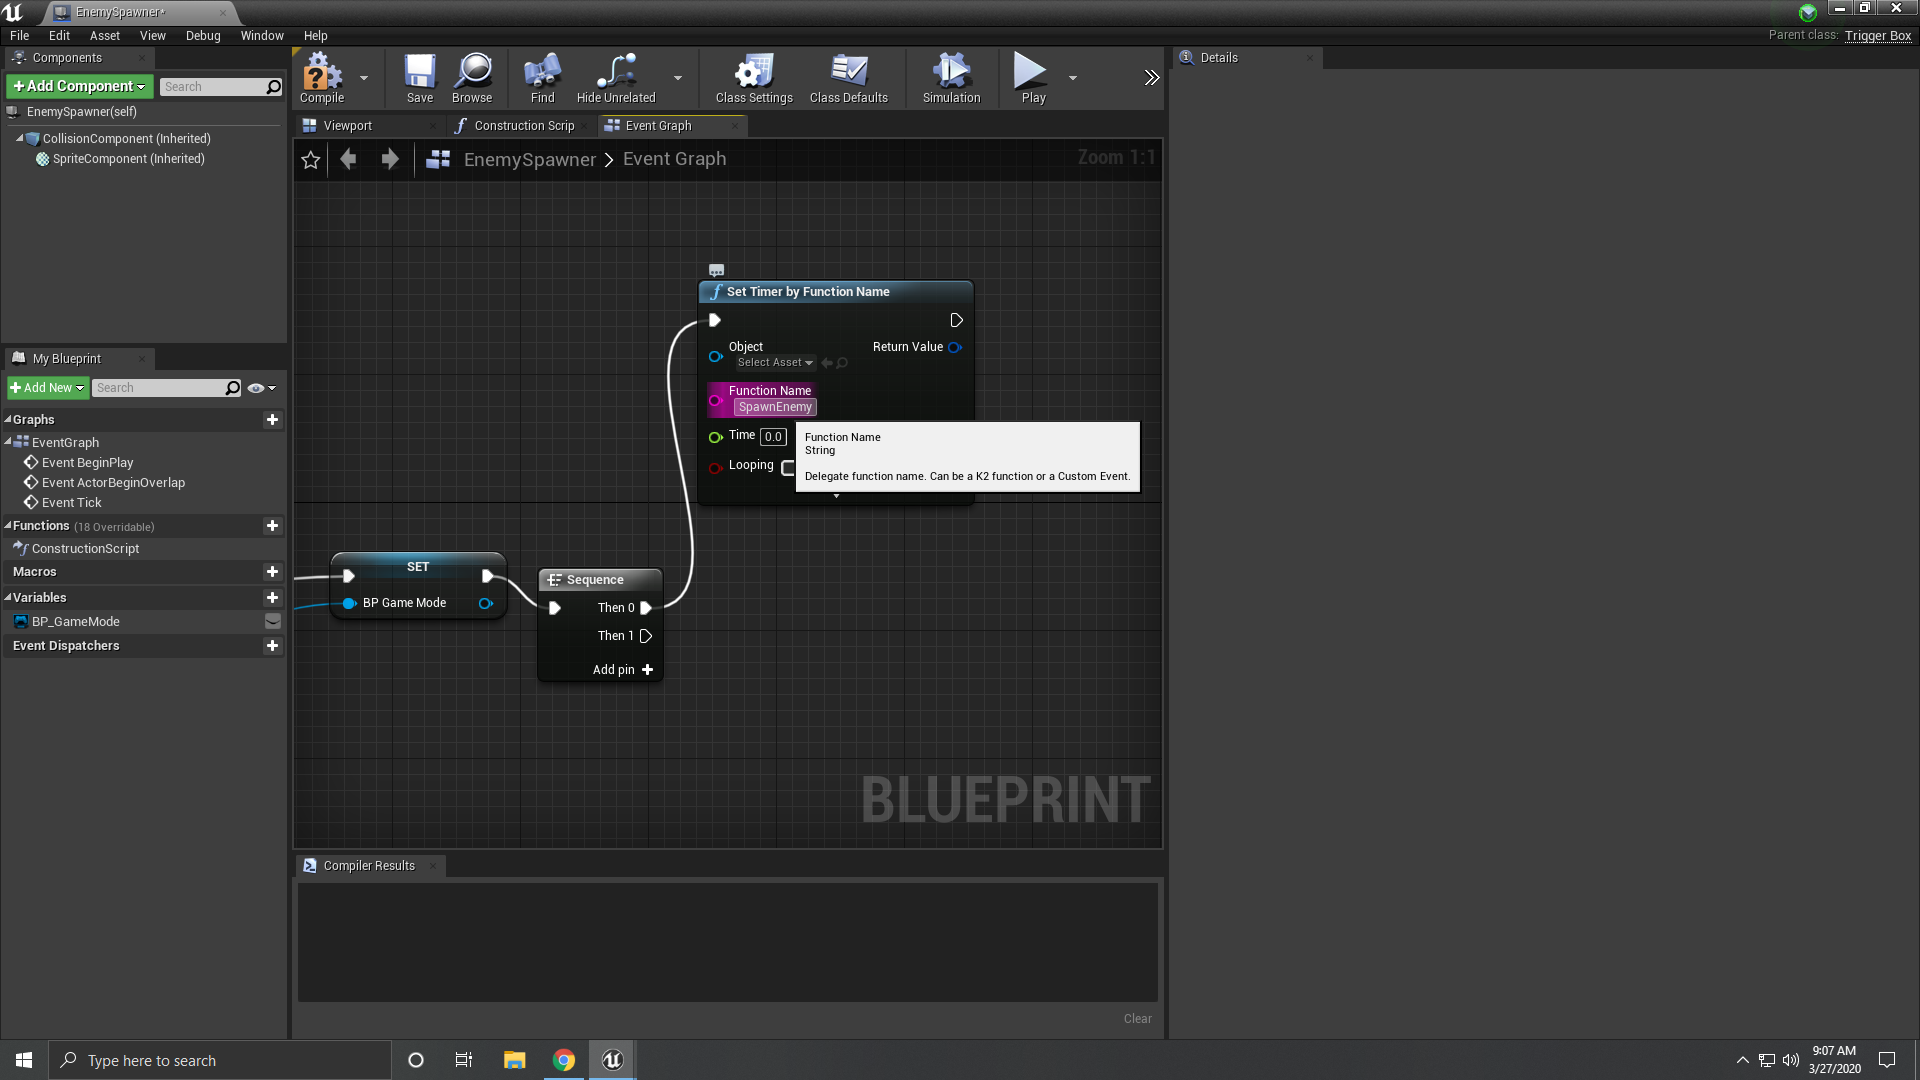 EnemySpawner*
File Edit Asset View Debug Window Help
Parent class: Trigger Box
Components
+Add Component
Search
EnemySpawner(self)
CollisionComponent (Inherited)
SpriteComponent (Inherited)
Compile
Save
Browse
Find
Hide Unrelated
Class Settings
Class Defaults
Simulation
Play
Details
Viewport
Construction Scrip
Event Graph
EnemySpawner > Event Graph
Zoom 1:1
Set Timer by Function Name
Object
Select Asset
Return Value
Function Name
SpawnEnemy
Time 0.0
Looping
Function Name
String
Delegate function name. Can be a K2 function or a Custom Event.
SET
BP Game Mode
Sequence
Then 0
Then 1
Add pin +
BLUEPRINT
My Blueprint
+Add New
Search
Graphs
EventGraph
Event BeginPlay
Event ActorBeginOverlap
Event Tick
Functions (18 Overridable)
ConstructionScript
Macros
Variables
BP_GameMode
Event Dispatchers
Compiler Results
Clear
Type here to search
9:07 AM
3/27/2020